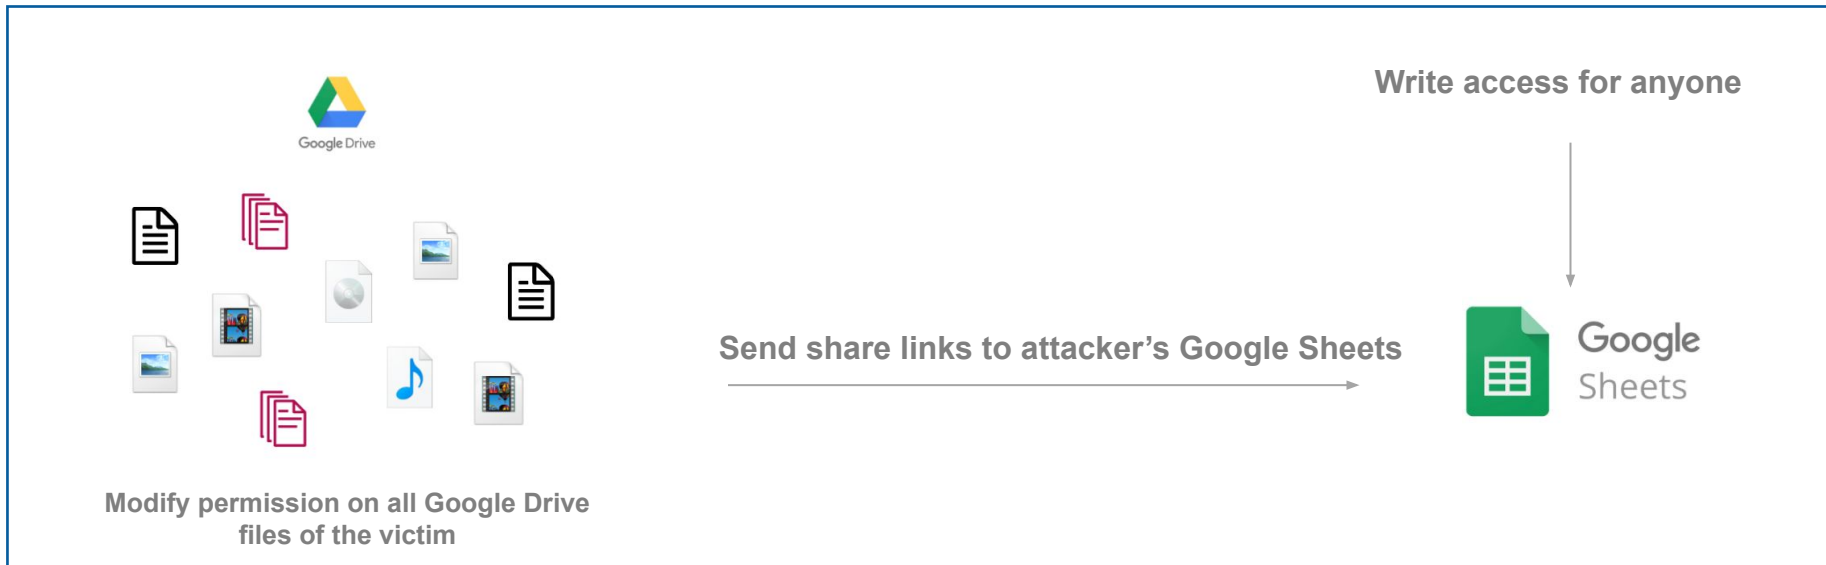 Write access for anyone
Google Drive
Send share links to attacker’s Google Sheets
Google
Sheets
Modify permission on all Google Drive
files of the victim